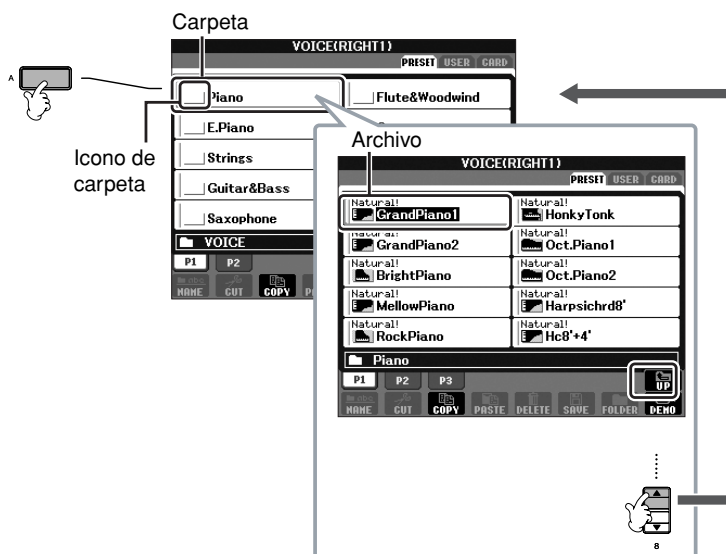 Carpeta
VOICE(RIGHT1)
PRESET USER CARD
A
Piano
Flute&Woodwind
E.Piano
Strings
Guitar&Bass
Saxophone
VOICE
P1 P2
NAME CUT COPY
Icono de
carpeta
Archivo
VOICE(RIGHT1)
PRESET USER CARD
Natural!
GrandPiano1
Natural!
HonkyTonk
Natural!
GrandPiano2
Natural!
Oct.Piano1
Natural!
BrightPiano
Natural!
Oct.Piano2
Natural!
MellowPiano
Natural!
Harpsichrd8'
Natural!
RockPiano
Natural!
Hc8'+4'
Piano
P1 P2 P3
UP
NAME CUT COPY PASTE DELETE SAVE FOLDER DEMO
8